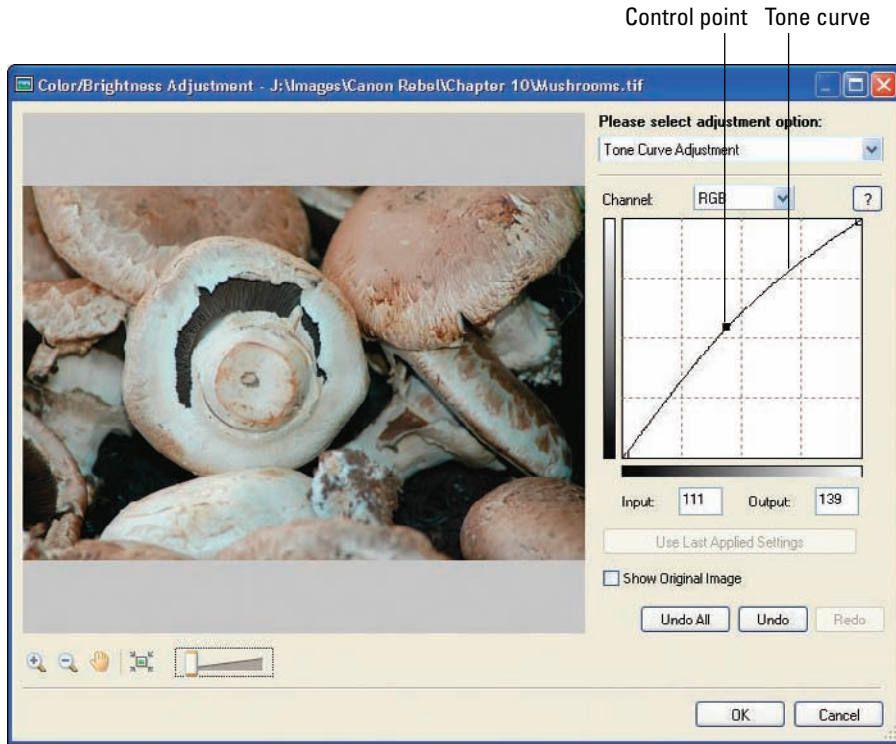 Control point Tone curve
Color/Brightness Adjustment - J:\Images\Canon Rebel\Chapter 10\Mushrooms.tif
Please select adjustment option:
Tone Curve Adjustment
Channel: RGB ?
Input: 111 Output: 139
Use Last Applied Settings
Show Original Image
Undo All Undo Redo
OK Cancel